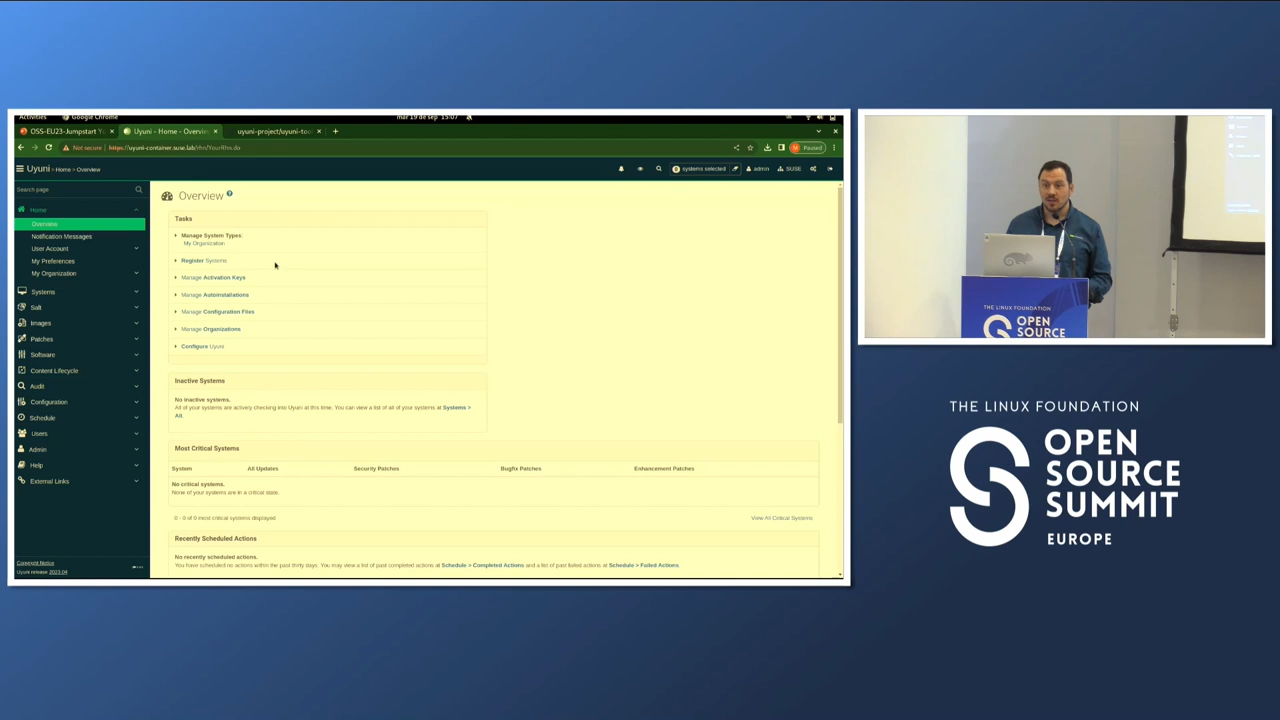 Activities
Google Chrome
mar 19 de sep 15:07
OSS-EU23-Jumpstart Y
Uyuni - Home - Overview
uyuni-project/uyuni-too
Not secure
https://uyuni-container.suse.lab/rhn/YourRhn.do
Paused
Uyuni
Home > Overview
0 systems selected
admin
SUSE
Search page
Home
Overview
Notification Messages
User Account
My Preferences
My Organization
Systems
Salt
Images
Patches
Software
Content Lifecycle
Audit
Configuration
Schedule
Users
Admin
Help
External Links
Copyright Notice
Uyuni release 2023.04
Overview
Tasks
Manage System Types:
My Organization
Register Systems
Manage Activation Keys
Manage Autoinstallations
Manage Configuration Files
Manage Organizations
Configure Uyuni
Inactive Systems
No inactive systems.
All of your systems are actively checking into Uyuni at this time. You can view a list of all of your systems at Systems >
All.
Most Critical Systems
System All Updates Security Patches Bugfix Patches Enhancement Patches
No critical systems.
None of your systems are in a critical state.
0 - 0 of 0 most critical systems displayed
View All Critical Systems
Recently Scheduled Actions
No recently scheduled actions.
You have scheduled no actions within the past thirty days. You may view a list of past completed actions at Schedule > Completed Actions and a list of past failed actions at Schedule > Failed Actions.
THE LINUX FOUNDATION
OPEN
SOURCE
THE LINUX FOUNDATION
OPEN
SOURCE
SUMMIT
EUROPE